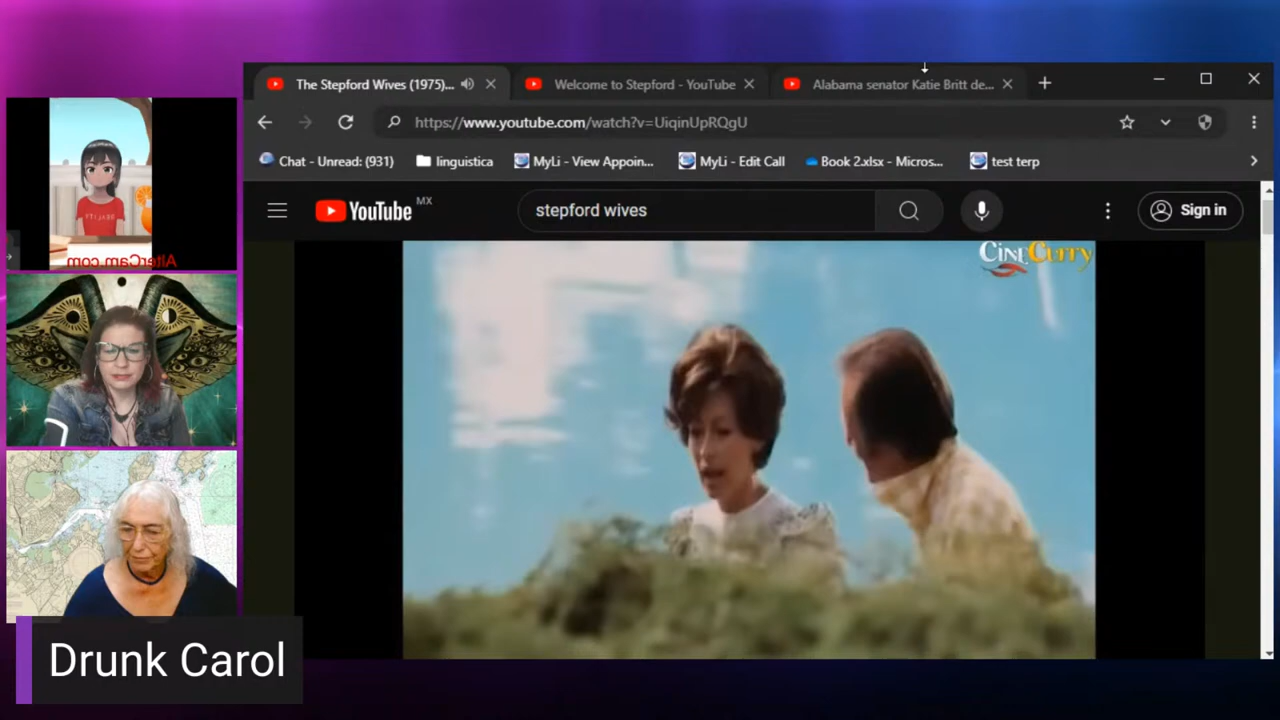 The Stepford Wives (1975)...
Welcome to Stepford - YouTube
Alabama senator Katie Britt de...
https://www.youtube.com/watch?v=UiqinUpRQgU
Chat - Unread: (931)
linguistica
MyLi - View Appoin...
MyLi - Edit Call
Book 2.xlsx - Micros...
test terp
YouTube MX
stepford wives
Sign in
CineCurry
AlterCam.com
Drunk Carol